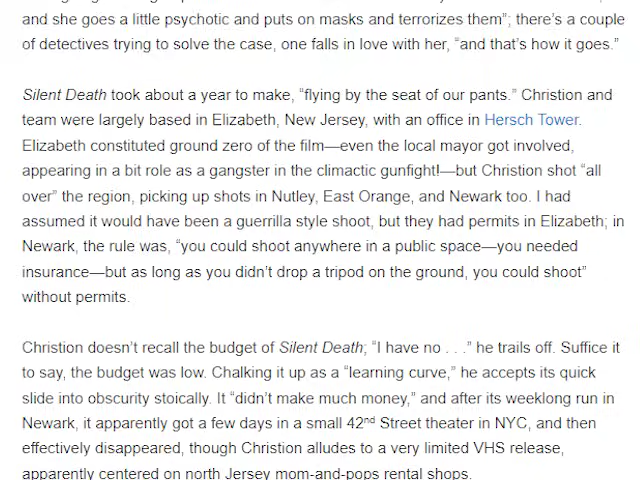 and she goes a little psychotic and puts on masks and terrorizes them”; there’s a couple
of detectives trying to solve the case, one falls in love with her, “and that’s how it goes.”
Silent Death took about a year to make, “flying by the seat of our pants.” Christion and
team were largely based in Elizabeth, New Jersey, with an office in Hersch Tower.
Elizabeth constituted ground zero of the film—even the local mayor got involved,
appearing in a bit role as a gangster in the climactic gunfight!—but Christion shot “all
over” the region, picking up shots in Nutley, East Orange, and Newark too. I had
assumed it would have been a guerrilla style shoot, but they had permits in Elizabeth; in
Newark, the rule was, “you could shoot anywhere in a public space—you needed
insurance—but as long as you didn’t drop a tripod on the ground, you could shoot”
without permits.
Christion doesn’t recall the budget of Silent Death; “I have no . . .” he trails off. Suffice it
to say, the budget was low. Chalking it up as a “learning curve,” he accepts its quick
slide into obscurity stoically. It “didn’t make much money,” and after its weeklong run in
Newark, it apparently got a few days in a small 42nd Street theater in NYC, and then
effectively disappeared, though Christion alludes to a very limited VHS release,
apparently centered on north Jersey mom-and-pops rental shops.